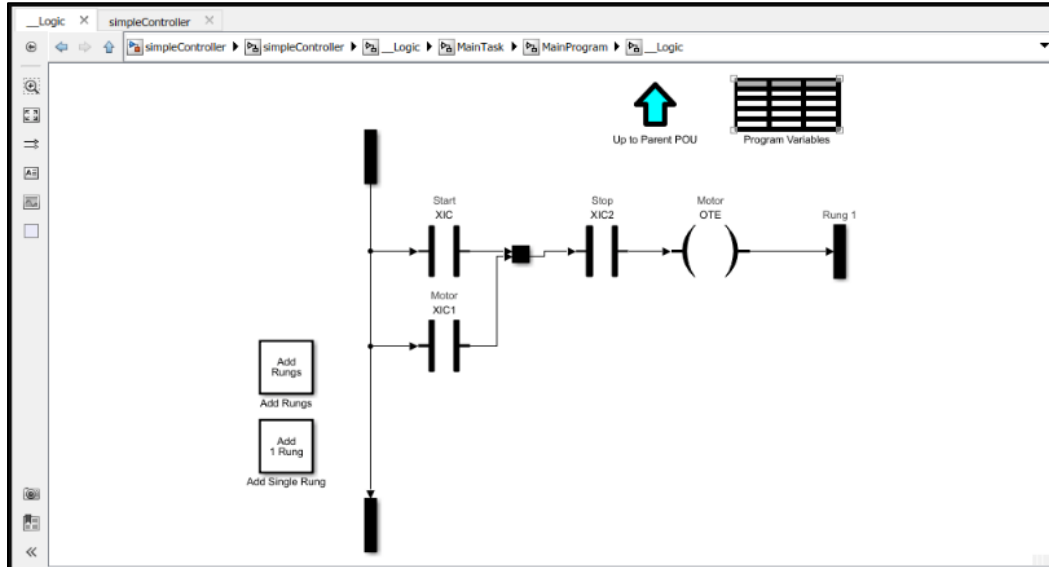 __Logic
simpleController
simpleController simpleController __Logic MainTask MainProgram __Logic
Up to Parent POU
Program Variables
Start
XIC
Stop
XIC2
Motor
OTE
Rung 1
Motor
XIC1
Add
Rungs
Add Rungs
Add
1 Rung
Add Single Rung